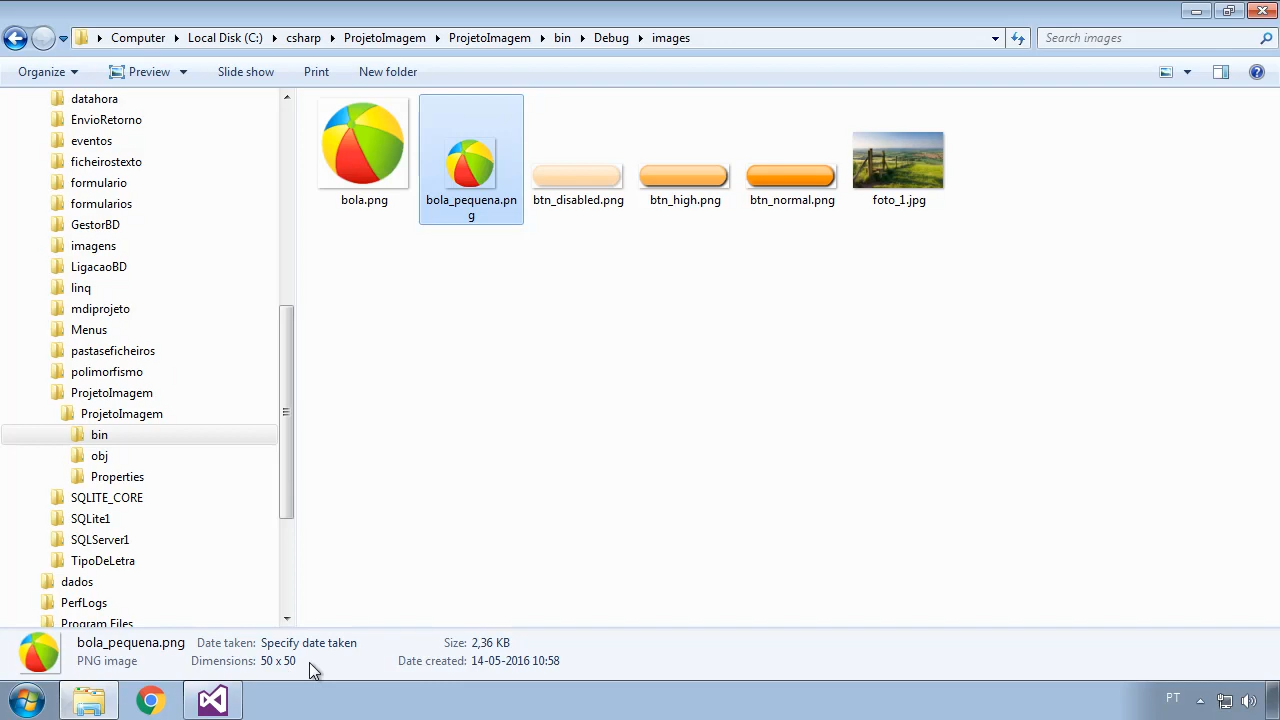 Computer Local Disk (C:) csharp ProjetoImagem ProjetoImagem bin Debug images
Search images
Organize Preview Slide show Print New folder
datahora
EnvioRetorno
eventos
ficheirostexto
formulario
formularios
GestorBD
imagens
LigacaoBD
linq
mdiprojeto
Menus
pastaseficheiros
polimorfismo
ProjetoImagem
ProjetoImagem
bin
obj
Properties
SQLITE_CORE
SQLite1
SQLServer1
TipoDeLetra
dados
PerfLogs
Program Files
bola.png
bola_pequena.pn
g
btn_disabled.png
btn_high.png
btn_normal.png
foto_1.jpg
bola_pequena.png Date taken: Specify date taken Size: 2,36 KB
PNG image Dimensions: 50 x 50 Date created: 14-05-2016 10:58
PT